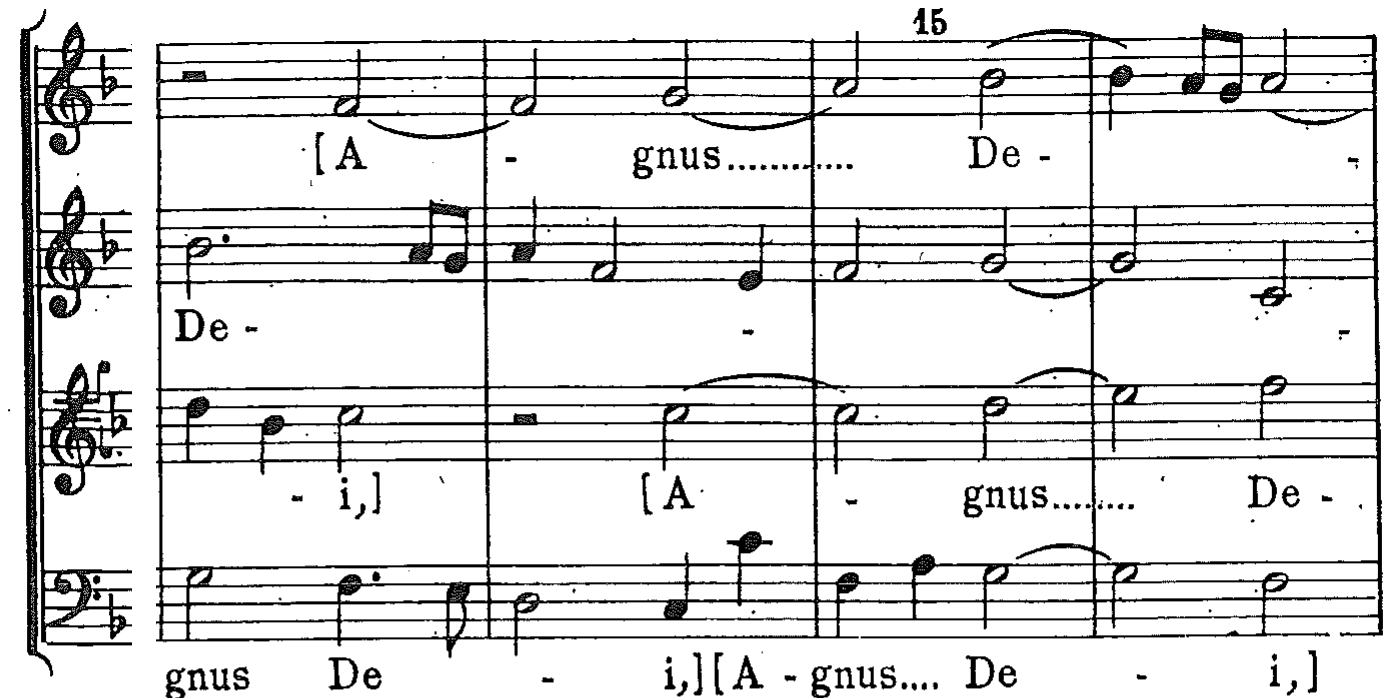 15
[A - gnus............ De - -
De - - -
- i,] [A - gnus........ De -
gnus De - i,] [A - gnus.... De - i,]